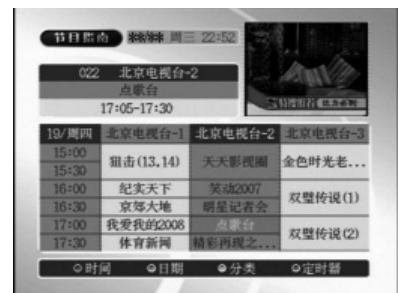 节目指南 **/** 周三 22:52
022 北京电视台-2
点歌台
17:05-17:30
19/周四 北京电视台-1 北京电视台-2 北京电视台-3
15:00
15:30
狙击(13,14) 天天影视圈 金色时光老...
16:00 纪实天下 笑动2007
16:30 京郊大地 明星记者会
双璧传说(1)
17:00 我爱我的2008 点歌台
17:30 体育新闻 精彩再现之...
双璧传说(2)
时间 日期 分类 定时器